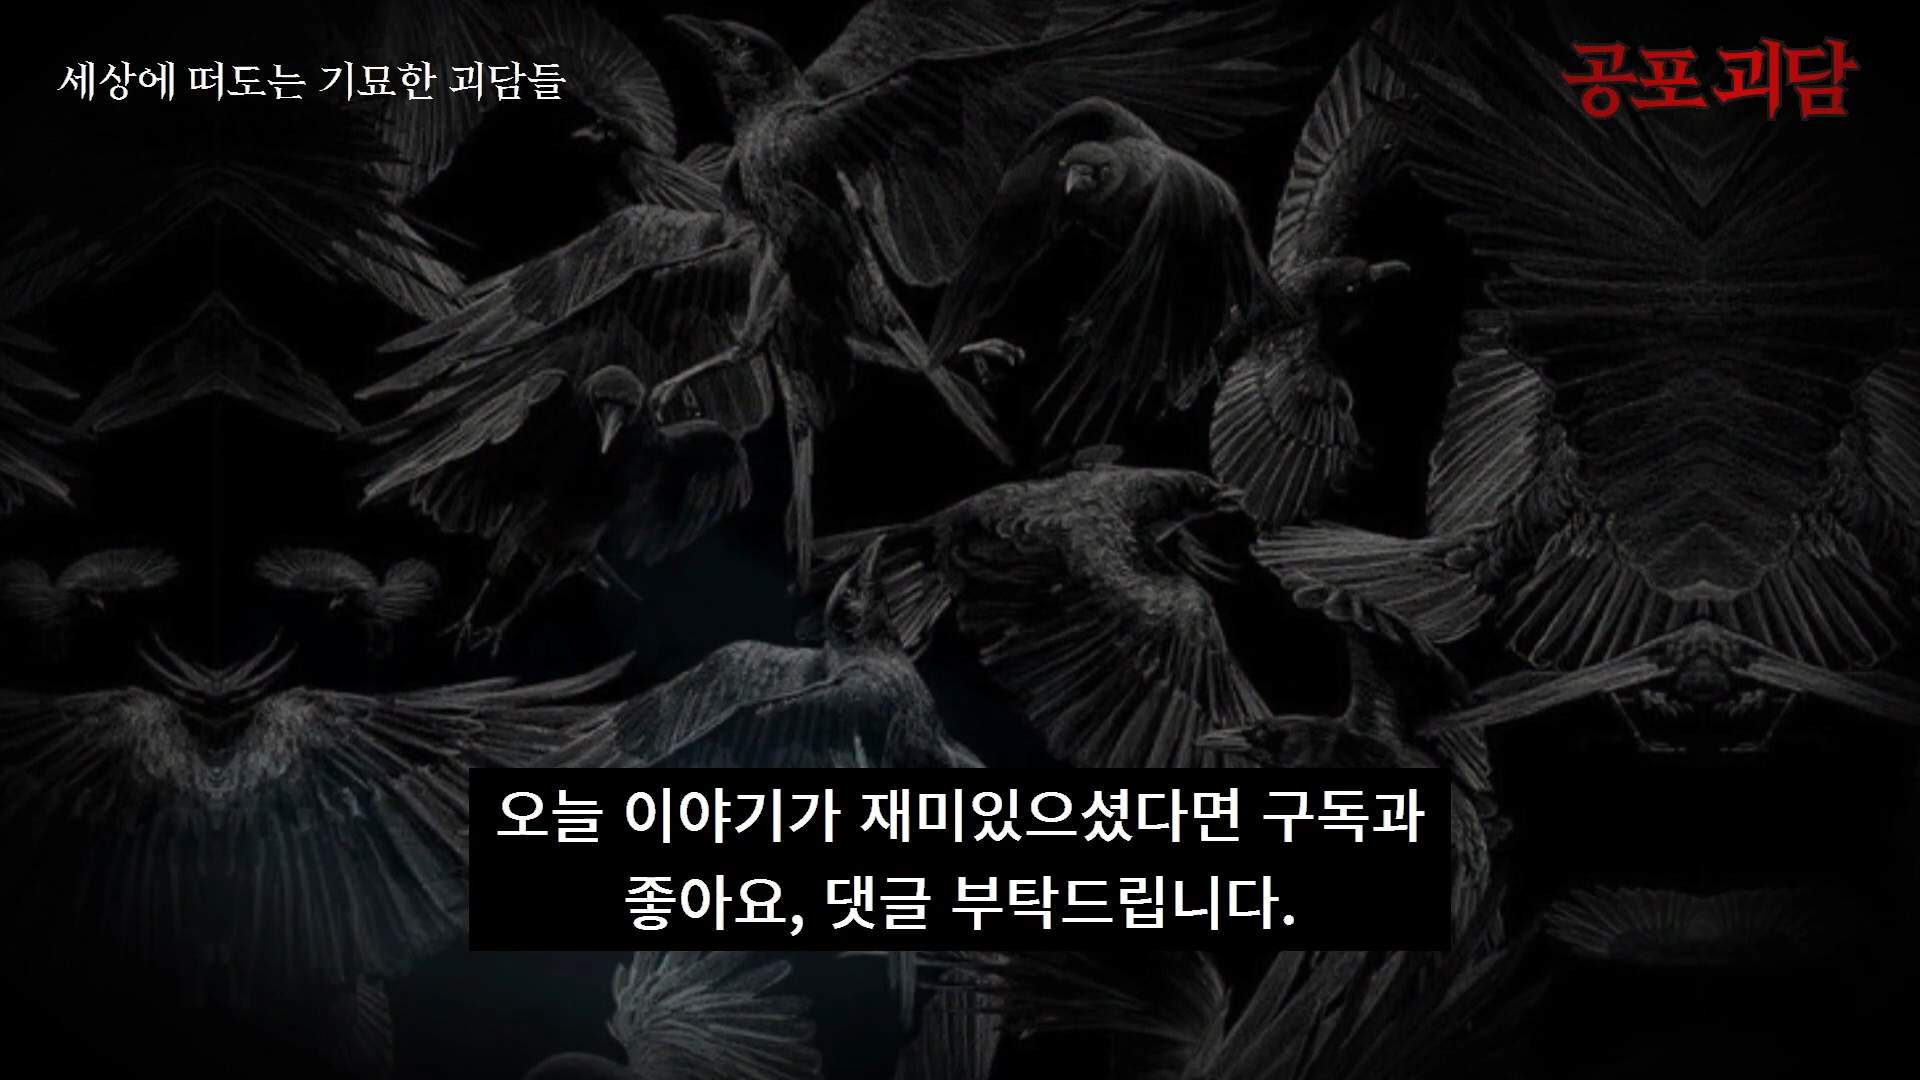 세상에 떠도는 기묘한 괴담들
공포괴담
오늘 이야기가 재미있으셨다면 구독과
좋아요, 댓글 부탁드립니다.